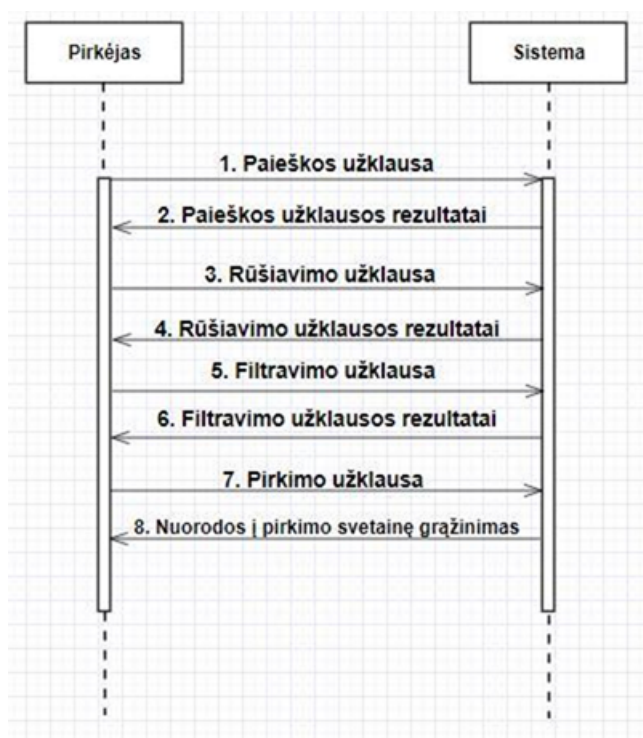 Pirkėjas
Sistema
1. Paieškos užklausa
2. Paieškos užklausos rezultatai
3. Rūšiavimo užklausa
4. Rūšiavimo užklausos rezultatai
5. Filtravimo užklausa
6. Filtravimo užklausos rezultatai
7. Pirkimo užklausa
8. Nuorodos į pirkimo svetainę grąžinimas